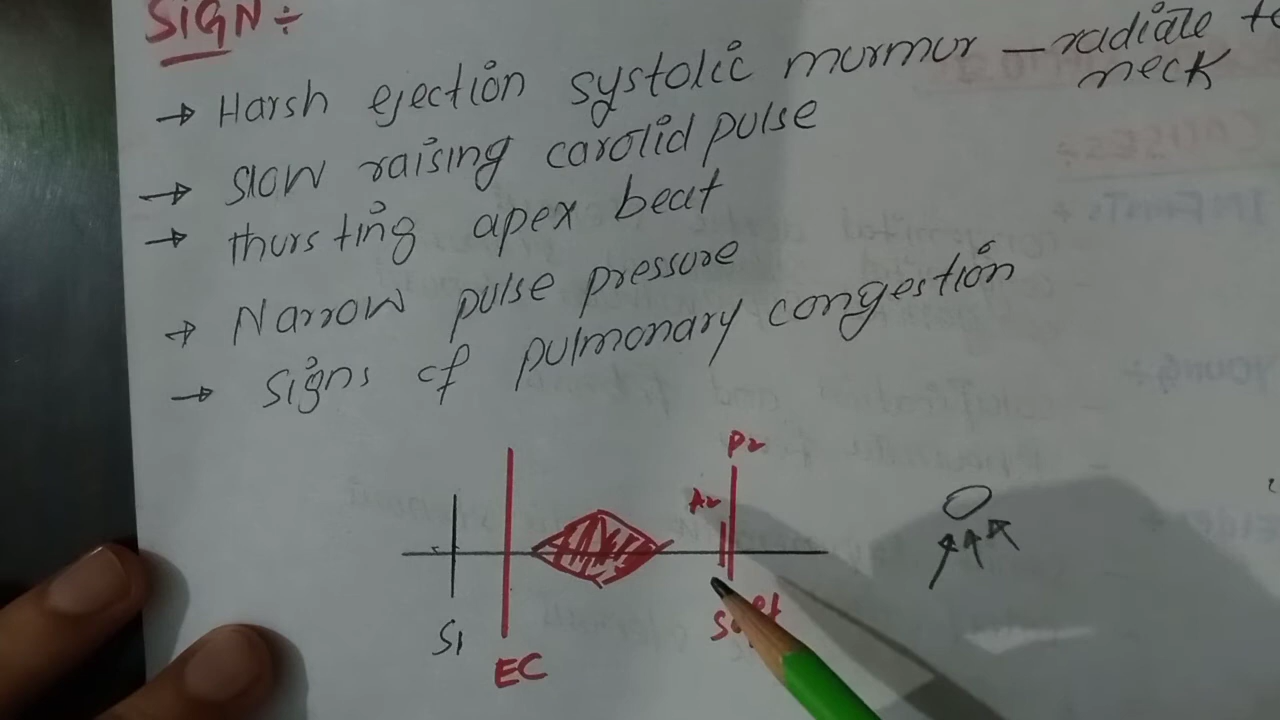 SIGN ÷
→ Harsh ejection systolic murmur – radiate to
neck
→ Slow raising carotid pulse
→ thursting apex beat
→ Narrow pulse pressure
→ signs of pulmonary congestion
P2
A2
S1
EC